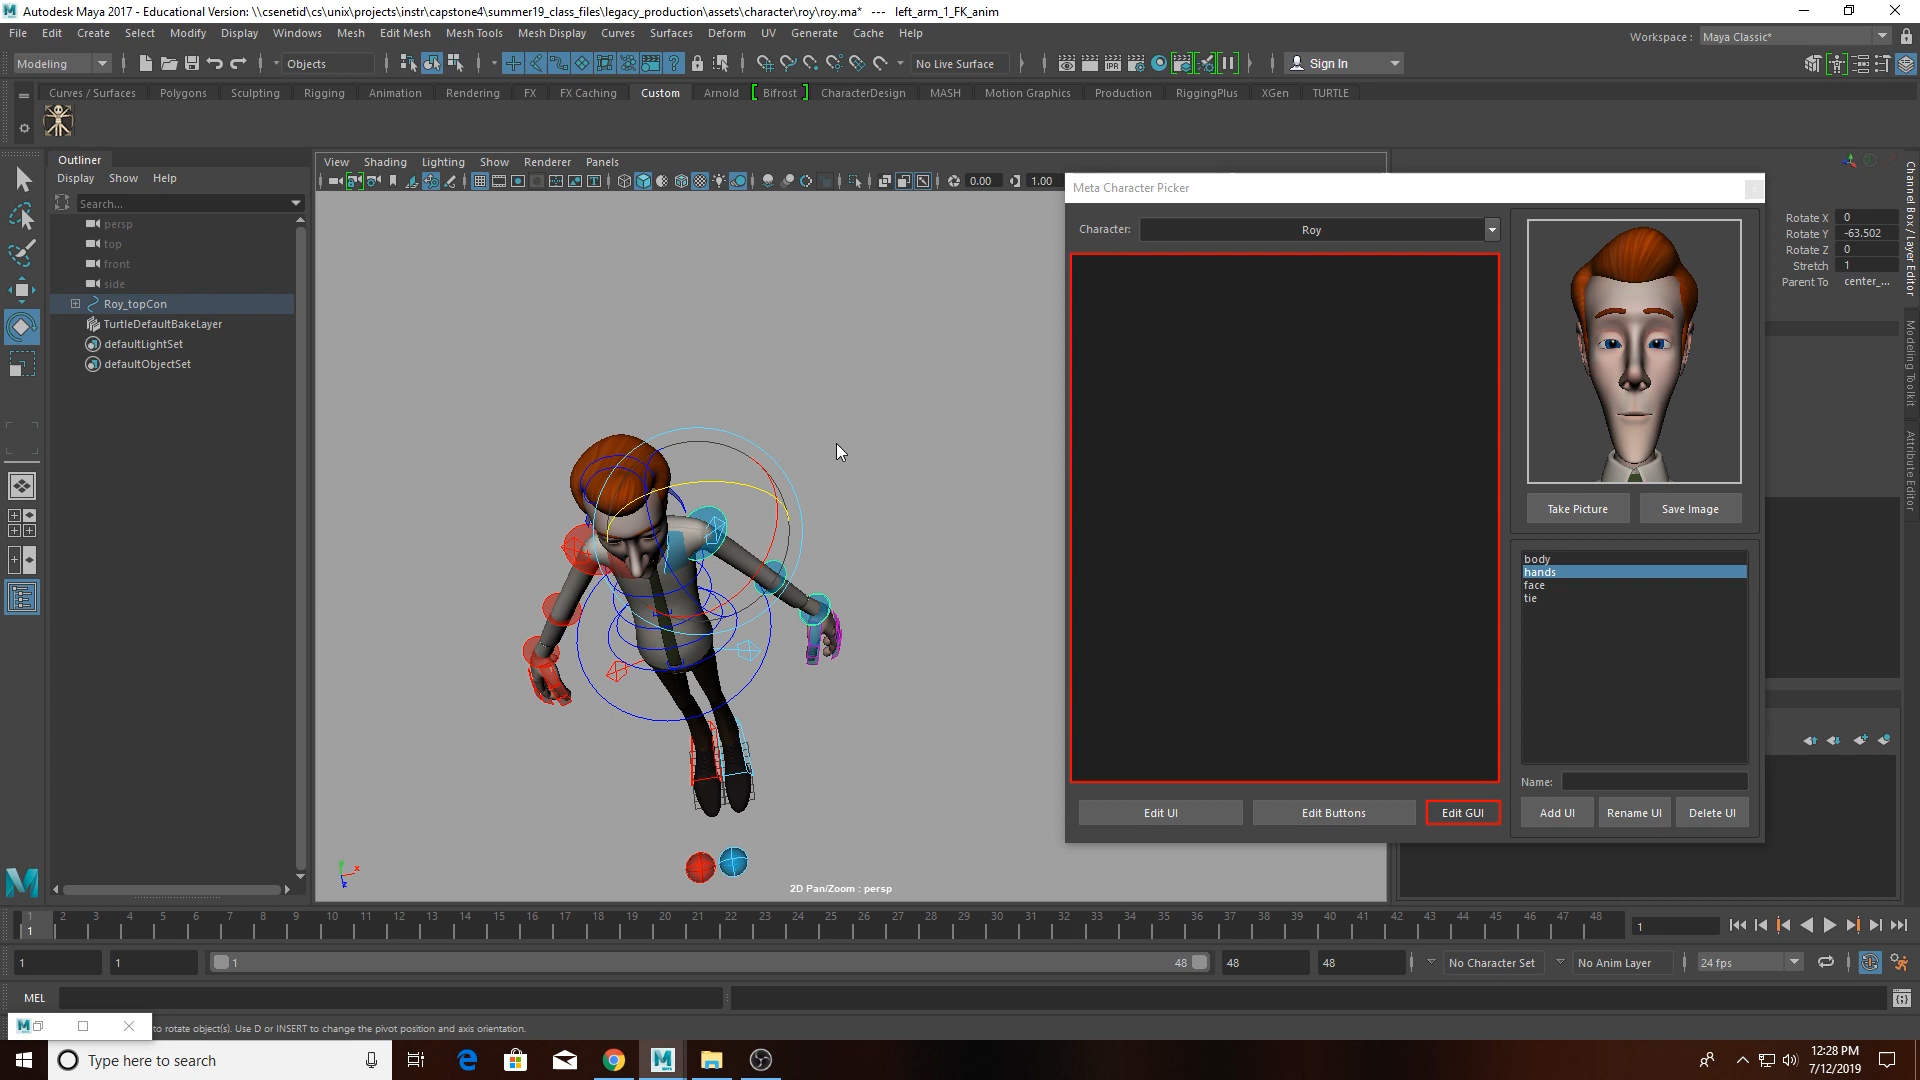 Autodesk Maya 2017 - Educational Version: \\csenetid\cs\unix\projects\instr\capstone4\summer19_class_files\legacy_production\assets\character\roy\roy.ma*   ---   left_arm_1_FK_anim
File Edit Create Select Modify Display Windows Mesh Edit Mesh Mesh Tools Mesh Display Curves Surfaces Deform UV Generate Cache Help
Workspace : Maya Classic*
Modeling Objects No Live Surface Sign In
Curves / Surfaces Polygons Sculpting Rigging Animation Rendering FX FX Caching Custom Arnold Bifrost CharacterDesign MASH Motion Graphics Production RiggingPlus XGen TURTLE
Outliner
Display Show Help
Search...
persp
top
front
side
Roy_topCon
TurtleDefaultBakeLayer
defaultLightSet
defaultObjectSet
View Shading Lighting Show Renderer Panels
0.00 1.00
2D Pan/Zoom : persp
Meta Character Picker
Character: Roy
Edit UI Edit Buttons Edit GUI
Take Picture Save Image
body
hands
face
tie
Name:
Add UI Rename UI Delete UI
Rotate X 0
Rotate Y -63.502
Rotate Z 0
Stretch 1
Parent To center_...
Channel Box / Layer Editor
Modeling Toolkit
Attribute Editor
1 2 3 4 5 6 7 8 9 10 11 12 13 14 15 16 17 18 19 20 21 22 23 24 25 26 27 28 29 30 31 32 33 34 35 36 37 38 39 40 41 42 43 44 45 46 47 48
1 1
1 1 1 48 48 48 No Character Set No Anim Layer 24 fps
MEL
to rotate object(s). Use D or INSERT to change the pivot position and axis orientation.
Type here to search
12:28 PM
7/12/2019